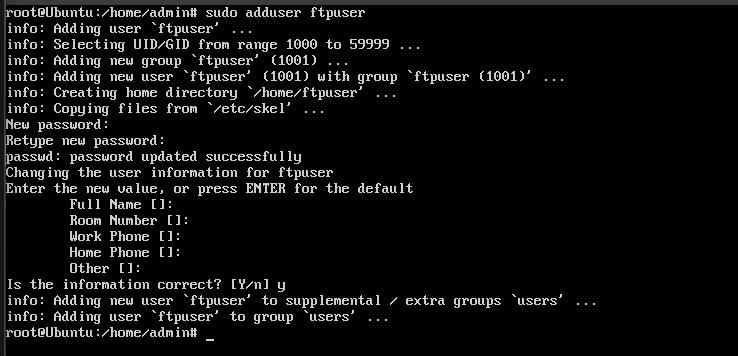 root@Ubuntu:/home/admin# sudo adduser ftpuser
info: Adding user `ftpuser' ...
info: Selecting UID/GID from range 1000 to 59999 ...
info: Adding new group `ftpuser' (1001) ...
info: Adding new user `ftpuser' (1001) with group `ftpuser (1001)' ...
info: Creating home directory `/home/ftpuser' ...
info: Copying files from `/etc/skel' ...
New password:
Retype new password:
passwd: password updated successfully
Changing the user information for ftpuser
Enter the new value, or press ENTER for the default
Full Name []:
Room Number []:
Work Phone []:
Home Phone []:
Other []:
Is the information correct? [Y/n] y
info: Adding new user `ftpuser' to supplemental / extra groups `users' ...
info: Adding user `ftpuser' to group `users' ...
root@Ubuntu:/home/admin# _